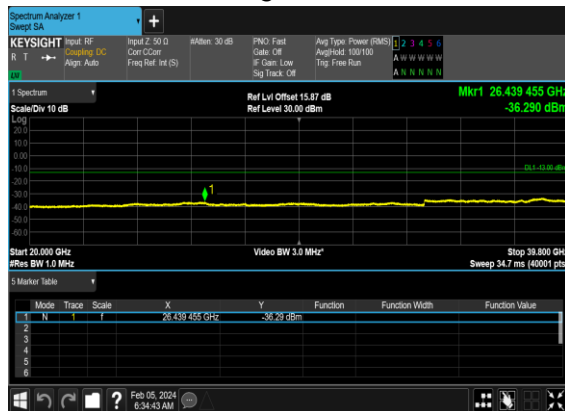 Spectrum Analyzer 1
Swept SA
+
KEYSIGHT Input: RF Input Z: 50 Ω #Atten: 30 dB PNO: Fast Avg Type: Power (RMS) 1 2 3 4 5 6
R T Coupling: DC Corr CCorr Gate: Off Avg|Hold: 100/100 A W W W W W
Align: Auto Freq Ref: Int (S) IF Gain: Low Trig: Free Run
Sig Track: Off A N N N N N
1 Spectrum Ref Lvl Offset 15.87 dB Mkr1 26.439 455 GHz
Scale/Div 10 dB Ref Level 30.00 dBm -36.290 dBm
Log
20.0
10.0
0.00
-10.0 DL1 -13.00 dBm
-20.0
-30.0 1
-40.0
-50.0
-60.0
Start 20.000 GHz Video BW 3.0 MHz* Stop 39.800 GHz
#Res BW 1.0 MHz Sweep 34.7 ms (40001 pts
5 Marker Table
Mode Trace Scale X Y Function Function Width Function Value
1 N 1 f 26.439 455 GHz -36.29 dBm
2
3
4
5
6
? Feb 05, 2024
6:34:43 AM